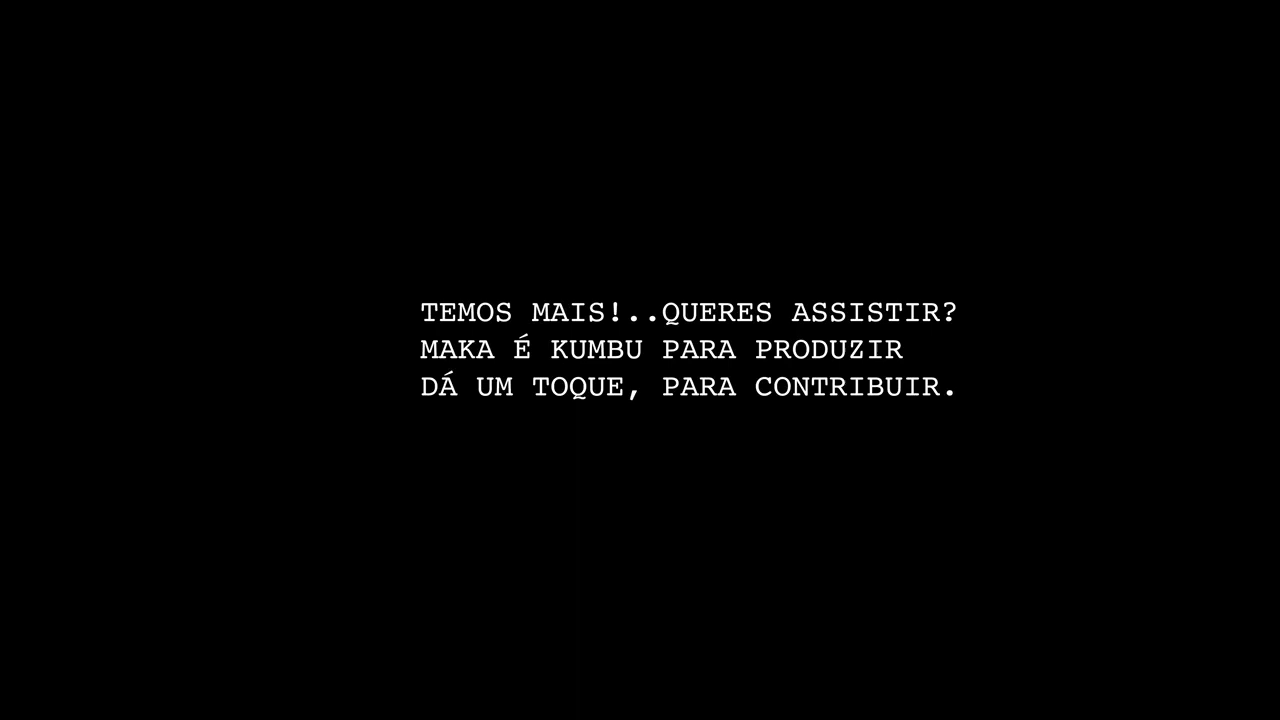 TEMOS MAIS!..QUERES ASSISTIR?
MAKA É KUMBU PARA PRODUZIR
DÁ UM TOQUE, PARA CONTRIBUIR.